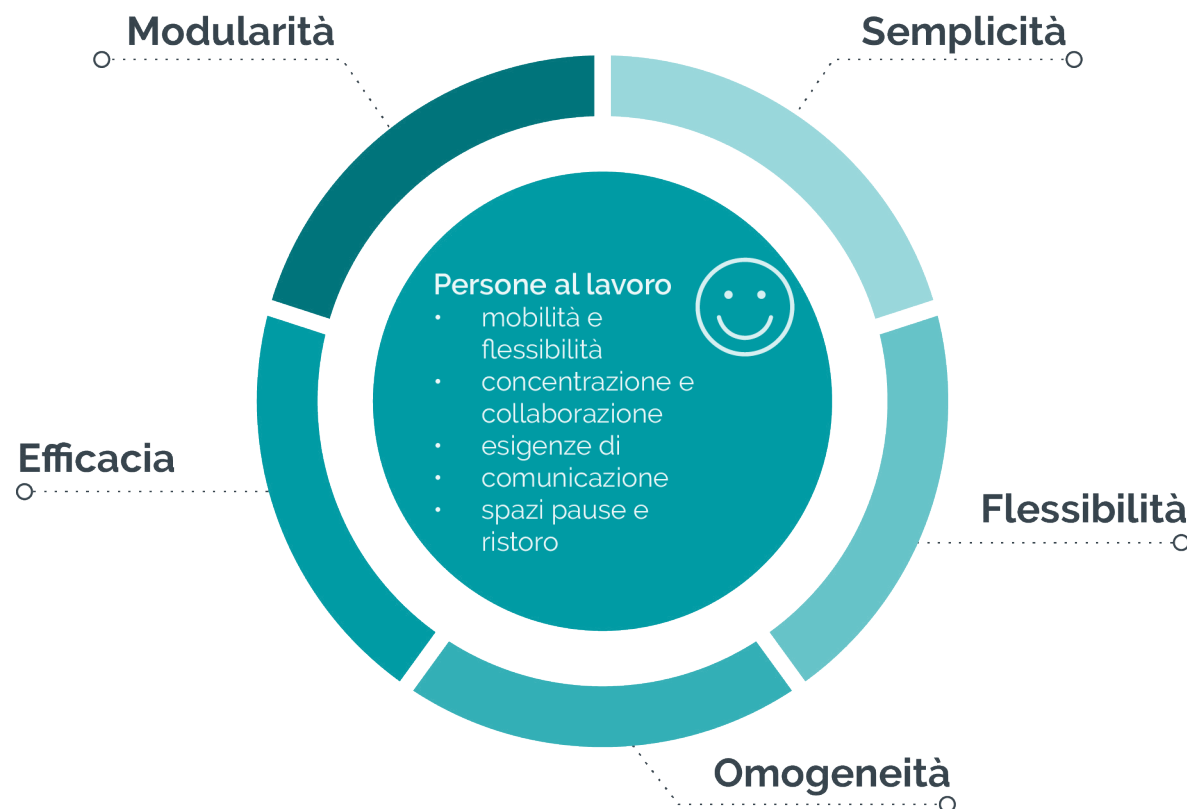 Modularità
Semplicità
Persone al lavoro
• mobilità e
flessibilità
• concentrazione e
collaborazione
• esigenze di
• comunicazione
• spazi pause e
ristoro
Efficacia
Flessibilità
Omogeneità